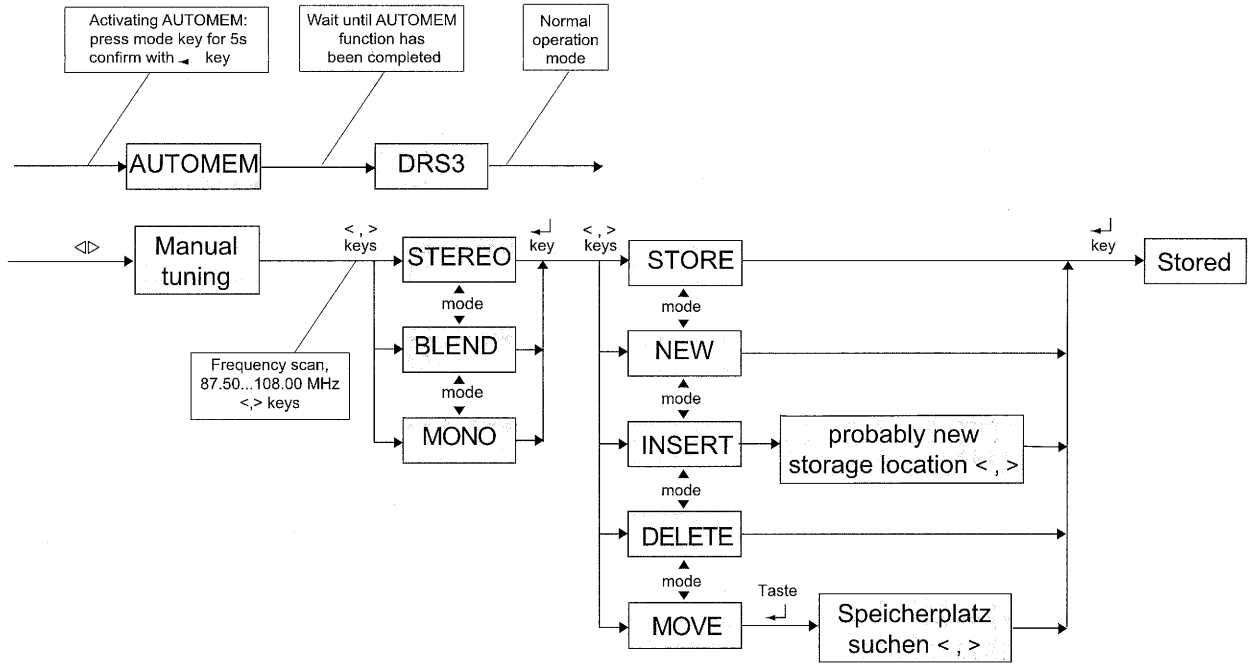 Activating AUTOMEM:
press mode key for 5s
confirm with ◄ key
Wait until AUTOMEM
function has
been completed
Normal
operation
mode
AUTOMEM
DRS3
◁▷
Manual
tuning
< , >
keys
STEREO
key
< , >
keys
STORE
key
Stored
mode
mode
BLEND
NEW
Frequency scan,
87.50...108.00 MHz
<,> keys
mode
mode
MONO
INSERT
probably new
storage location < , >
mode
DELETE
mode
Taste
MOVE
Speicherplatz
suchen < , >